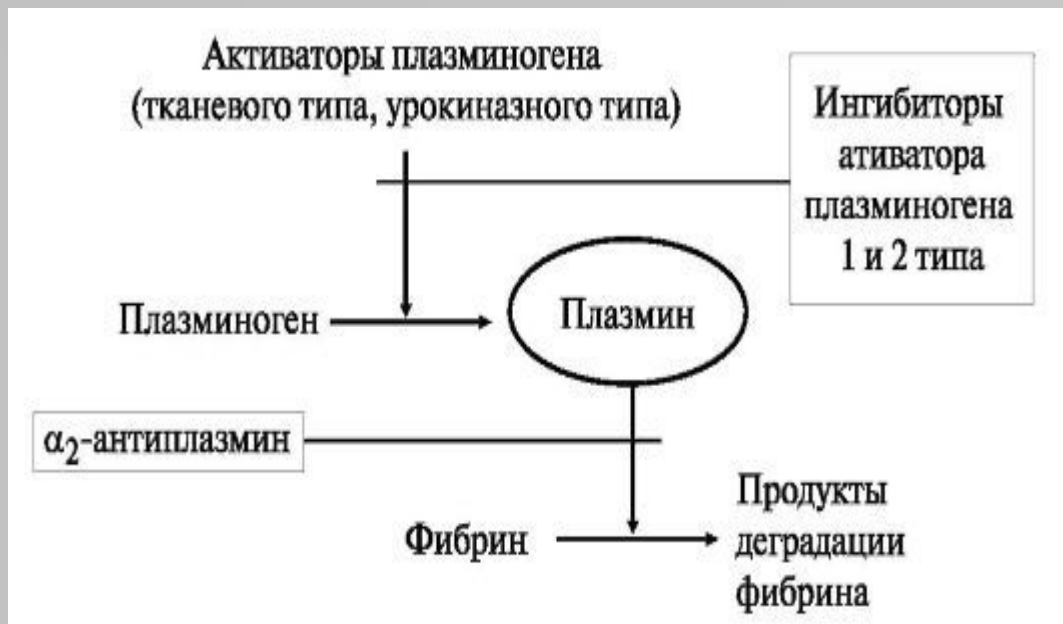 Активаторы плазминогена
(тканевого типа, урокиназного типа)
Ингибиторы
ативатора
плазминогена
1 и 2 типа
Плазминоген
Плазмин
α2-антиплазмин
Фибрин
Продукты
деградации
фибрина